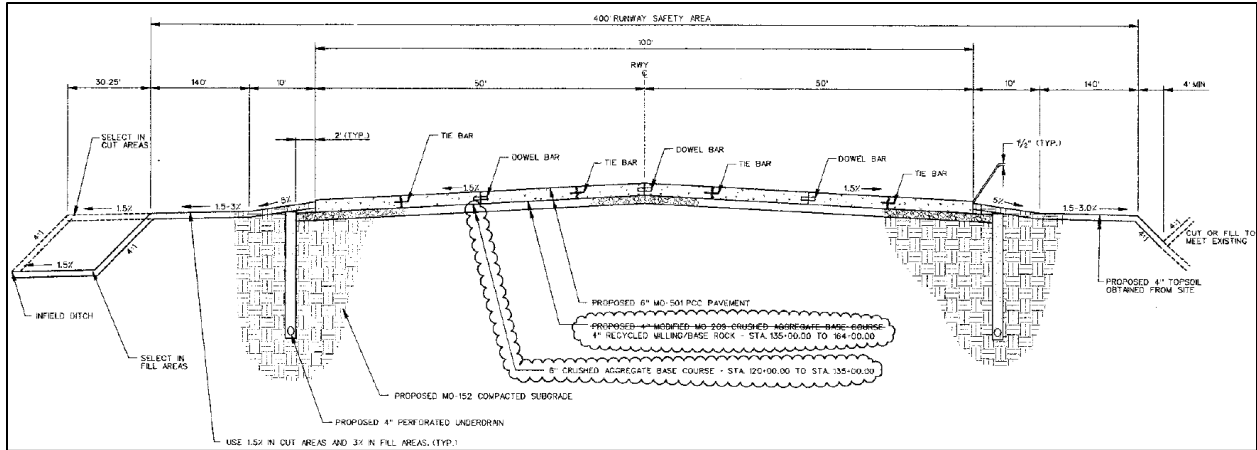 400' RUNWAY SAFETY AREA
100'
RWY
℄
30.25' 140' 10' 50' 50' 10' 140' 4' MIN
SELECT IN
CUT AREAS
2' (TYP.)
TIE BAR
DOWEL BAR
TIE BAR
DOWEL BAR
TIE BAR
DOWEL BAR
TIE BAR
1/2" (TYP.)
1.5% 1.5-3% 5% 1.5% 1.5% 5% 1.5-3.0%
4:1
4:1
1.5%
4:1
4:1
CUT OR FILL TO
MEET EXISTING
INFIELD DITCH
SELECT IN
FILL AREAS
PROPOSED 4" TOPSOIL
OBTAINED FROM SITE
PROPOSED 6" MO-501 PCC PAVEMENT
PROPOSED 4" MODIFIED MO-209 CRUSHED AGGREGATE BASE COURSE
4" RECYCLED MILLING/BASE ROCK - STA. 135+00.00 TO 164+00.00
6" CRUSHED AGGREGATE BASE COURSE - STA. 120+00.00 TO STA. 135+00.00
PROPOSED MO-152 COMPACTED SUBGRADE
PROPOSED 4" PERFORATED UNDERDRAIN
USE 1.5% IN CUT AREAS AND 3% IN FILL AREAS. (TYP.)